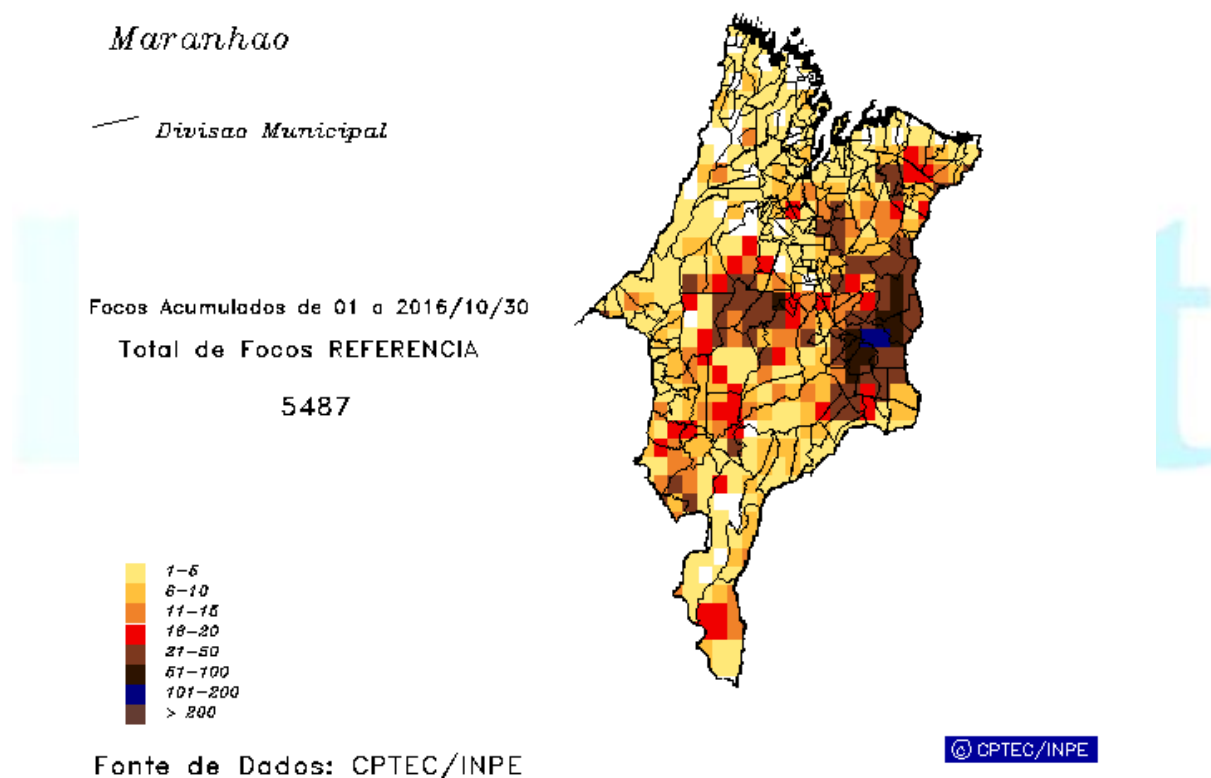 Maranhao
Divisao Municipal
Focos Acumulados de 01 a 2016/10/30
Total de Focos REFERENCIA
5487
1-5
6-10
11-15
16-20
21-50
51-100
101-200
> 200
© CPTEC/INPE
Fonte de Dados: CPTEC/INPE
t